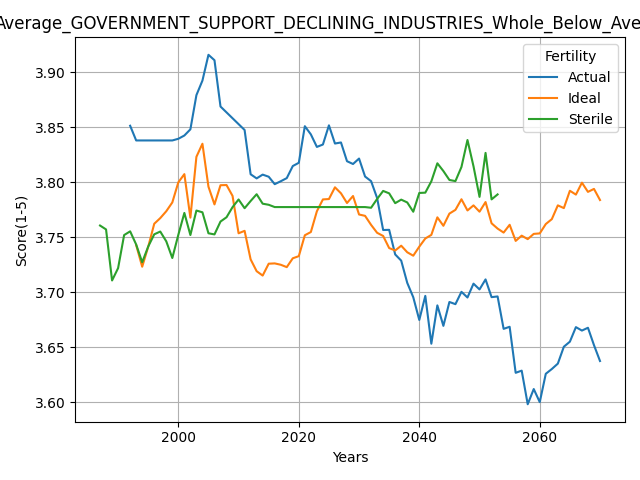 Average_GOVERNMENT_SUPPORT_DECLINING_INDUSTRIES_Whole_Below_Ave
Fertility
Actual
Ideal
Sterile
3.90
3.85
3.80
3.75
3.70
3.65
3.60
Score(1-5)
2000 2020 2040 2060
Years